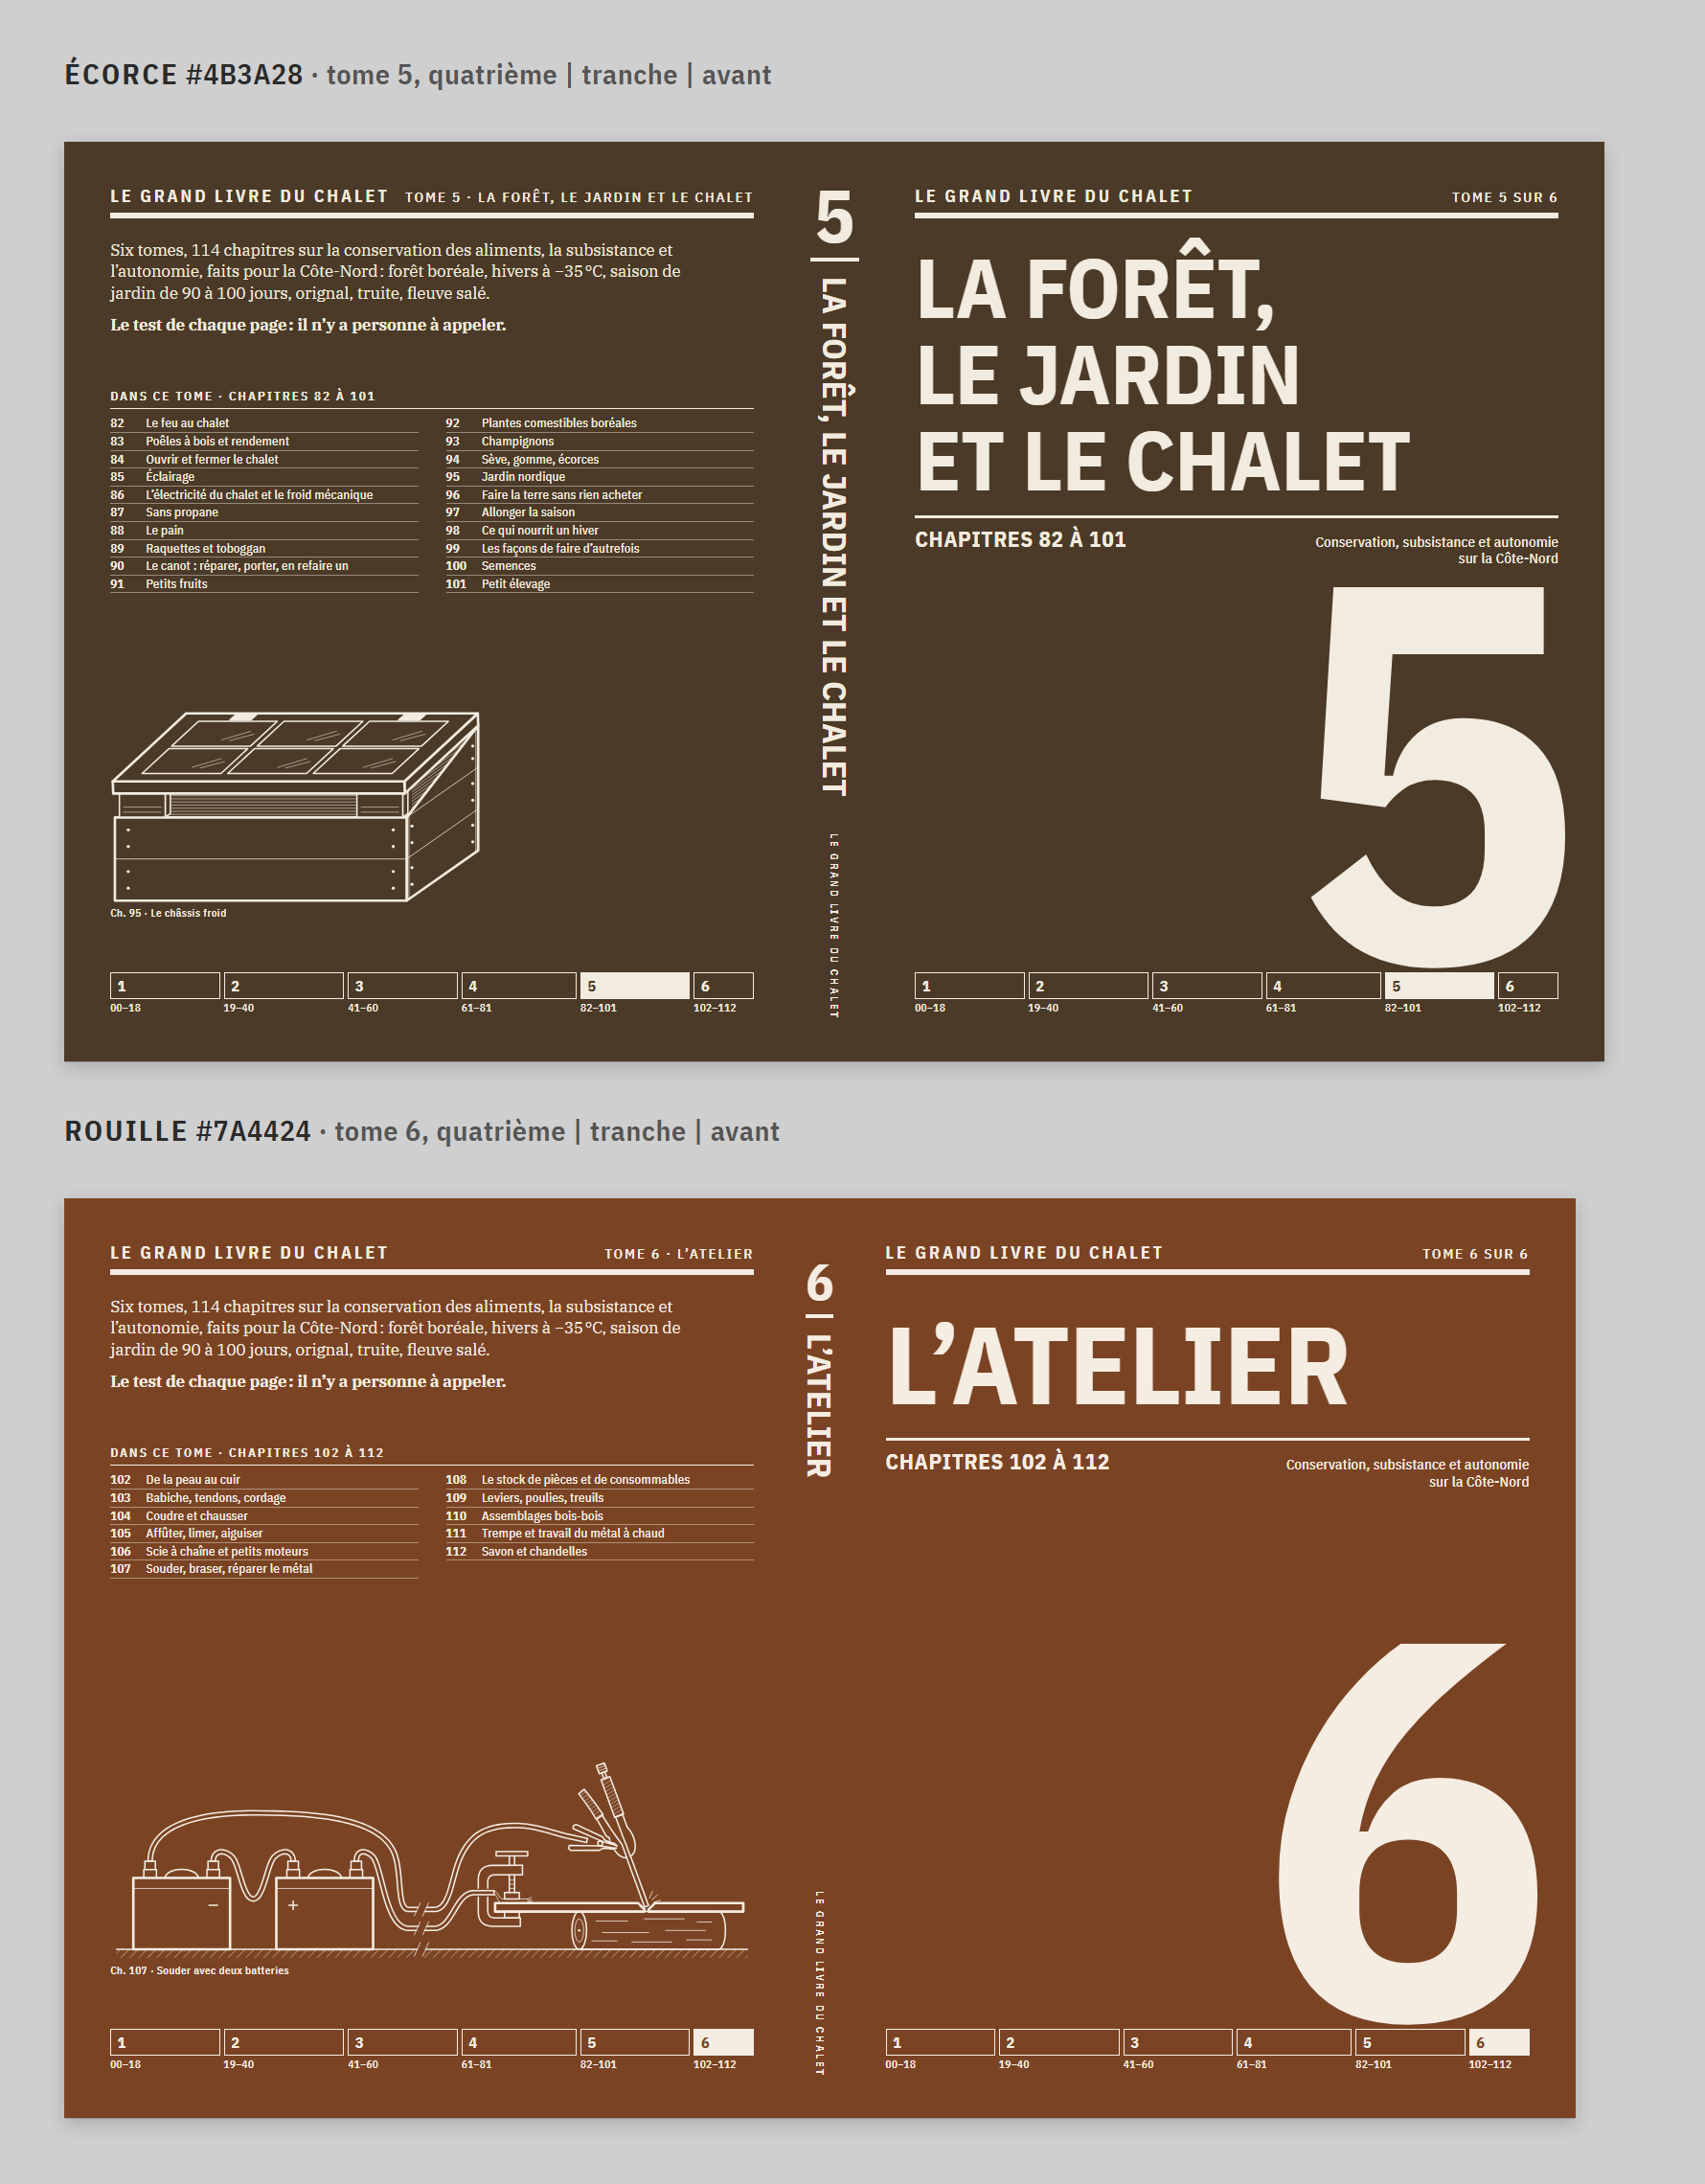 ÉCORCE #4B3A28 · tome 5, quatrième | tranche | avant
LE GRAND LIVRE DU CHALET
TOME 5 · LA FORÊT, LE JARDIN ET LE CHALET
Six tomes, 114 chapitres sur la conservation des aliments, la subsistance et
l’autonomie, faits pour la Côte-Nord : forêt boréale, hivers à −35 °C, saison de
jardin de 90 à 100 jours, orignal, truite, fleuve salé.
Le test de chaque page : il n’y a personne à appeler.
DANS CE TOME · CHAPITRES 82 À 101
82 Le feu au chalet
83 Poêles à bois et rendement
84 Ouvrir et fermer le chalet
85 Éclairage
86 L’électricité du chalet et le froid mécanique
87 Sans propane
88 Le pain
89 Raquettes et toboggan
90 Le canot : réparer, porter, en refaire un
91 Petits fruits
92 Plantes comestibles boréales
93 Champignons
94 Sève, gomme, écorces
95 Jardin nordique
96 Faire la terre sans rien acheter
97 Allonger la saison
98 Ce qui nourrit un hiver
99 Les façons de faire d’autrefois
100 Semences
101 Petit élevage
Ch. 95 · Le châssis froid
1 2 3 4 5 6
00–18 19–40 41–60 61–81 82–101 102–112
5
LA FORÊT, LE JARDIN ET LE CHALET
LE GRAND LIVRE DU CHALET
LE GRAND LIVRE DU CHALET
TOME 5 SUR 6
LA FORÊT,
LE JARDIN
ET LE CHALET
CHAPITRES 82 À 101
Conservation, subsistance et autonomie
sur la Côte-Nord
5
1 2 3 4 5 6
00–18 19–40 41–60 61–81 82–101 102–112
ROUILLE #7A4424 · tome 6, quatrième | tranche | avant
LE GRAND LIVRE DU CHALET
TOME 6 · L’ATELIER
Six tomes, 114 chapitres sur la conservation des aliments, la subsistance et
l’autonomie, faits pour la Côte-Nord : forêt boréale, hivers à −35 °C, saison de
jardin de 90 à 100 jours, orignal, truite, fleuve salé.
Le test de chaque page : il n’y a personne à appeler.
DANS CE TOME · CHAPITRES 102 À 112
102 De la peau au cuir
103 Babiche, tendons, cordage
104 Coudre et chausser
105 Affûter, limer, aiguiser
106 Scie à chaîne et petits moteurs
107 Souder, braser, réparer le métal
108 Le stock de pièces et de consommables
109 Leviers, poulies, treuils
110 Assemblages bois-bois
111 Trempe et travail du métal à chaud
112 Savon et chandelles
− +
Ch. 107 · Souder avec deux batteries
1 2 3 4 5 6
00–18 19–40 41–60 61–81 82–101 102–112
6
L’ATELIER
LE GRAND LIVRE DU CHALET
LE GRAND LIVRE DU CHALET
TOME 6 SUR 6
L’ATELIER
CHAPITRES 102 À 112
Conservation, subsistance et autonomie
sur la Côte-Nord
6
1 2 3 4 5 6
00–18 19–40 41–60 61–81 82–101 102–112